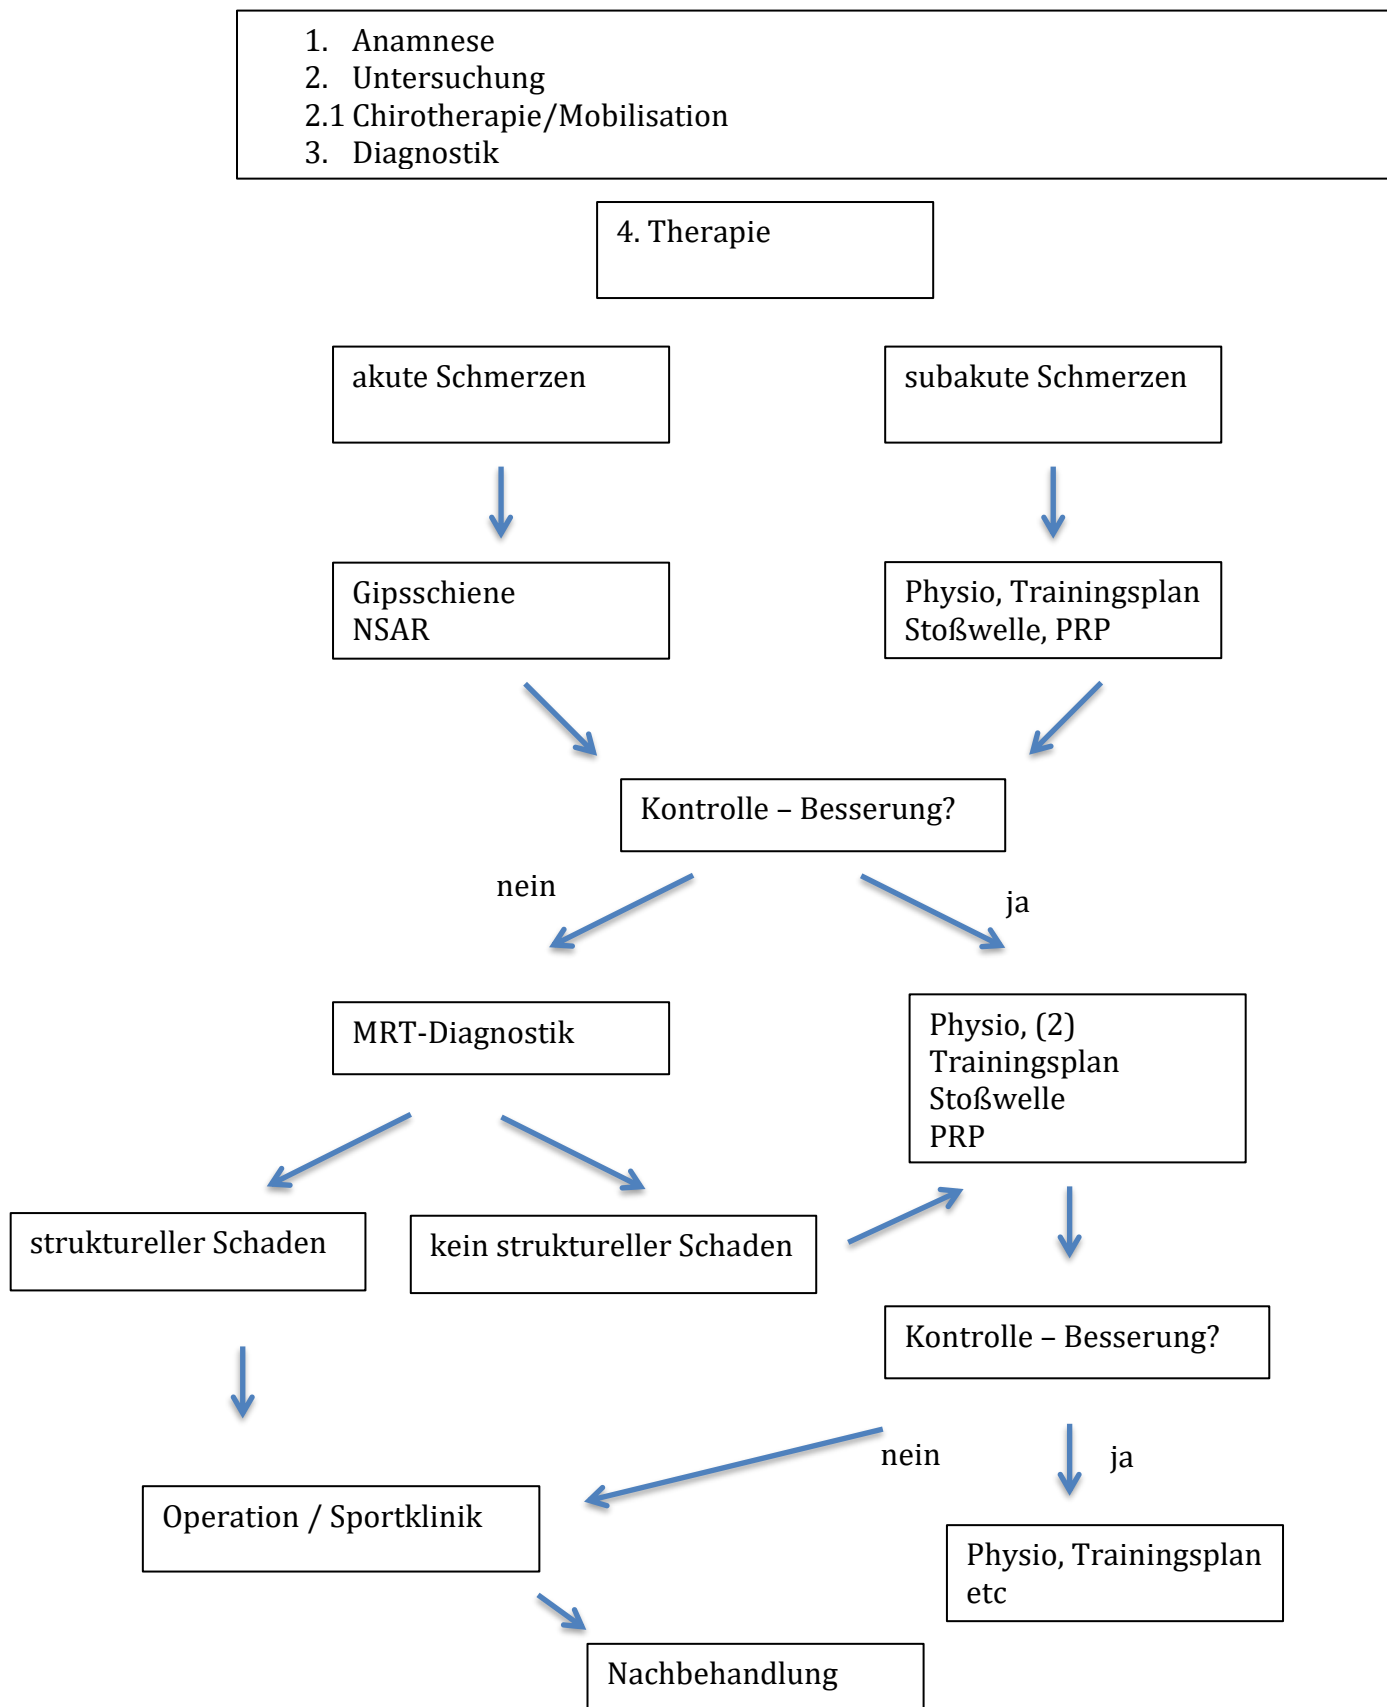 1. Anamnese
2. Untersuchung
2.1 Chirotherapie/Mobilisation
3. Diagnostik
4. Therapie
akute Schmerzen
subakute Schmerzen
Gipsschiene
NSAR
Physio, Trainingsplan
Stoßwelle, PRP
Kontrolle – Besserung?
nein
ja
MRT-Diagnostik
Physio, (2)
Trainingsplan
Stoßwelle
PRP
struktureller Schaden
kein struktureller Schaden
Kontrolle – Besserung?
nein
ja
Operation / Sportklinik
Physio, Trainingsplan
etc
Nachbehandlung